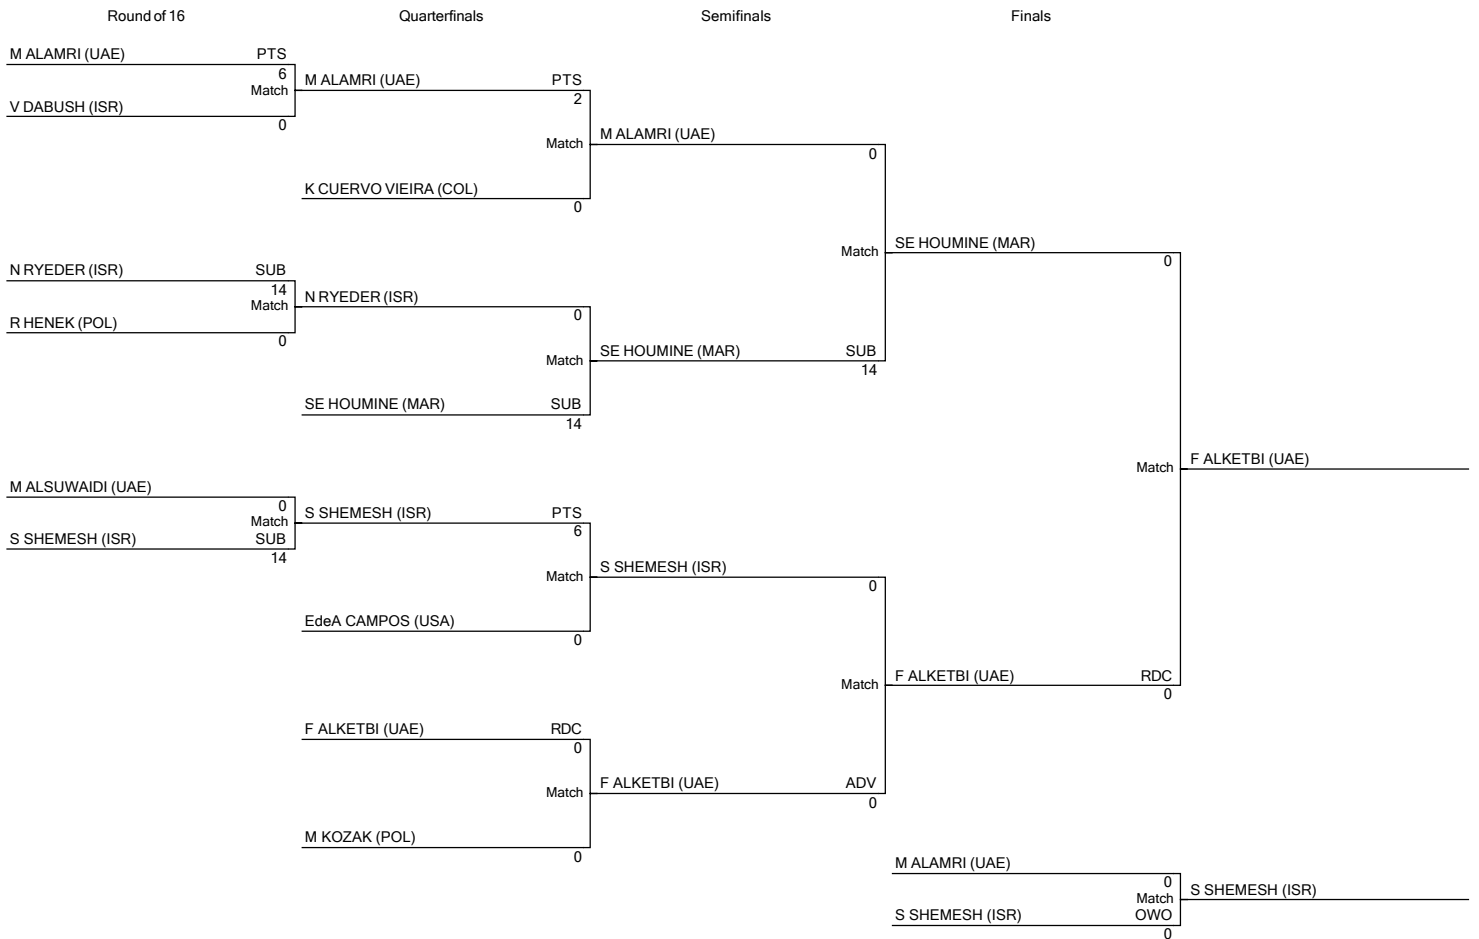 Round of 16 Quarterfinals Semifinals Finals
M ALAMRI (UAE) PTS
6
Match
V DABUSH (ISR)
0
M ALAMRI (UAE) PTS
2
Match
K CUERVO VIEIRA (COL)
0
M ALAMRI (UAE)
0
Match
SE HOUMINE (MAR)
0
N RYEDER (ISR) SUB
14
Match
R HENEK (POL)
0
N RYEDER (ISR)
0
Match
SE HOUMINE (MAR) SUB
14
SE HOUMINE (MAR) SUB
14
Match
F ALKETBI (UAE)
M ALSUWAIDI (UAE)
0
Match
S SHEMESH (ISR) SUB
14
S SHEMESH (ISR) PTS
6
Match
EdeA CAMPOS (USA)
0
S SHEMESH (ISR)
0
Match
F ALKETBI (UAE) RDC
0
F ALKETBI (UAE) RDC
0
Match
M KOZAK (POL)
0
F ALKETBI (UAE) ADV
0
M ALAMRI (UAE)
0
Match
S SHEMESH (ISR) OWO
0
S SHEMESH (ISR)